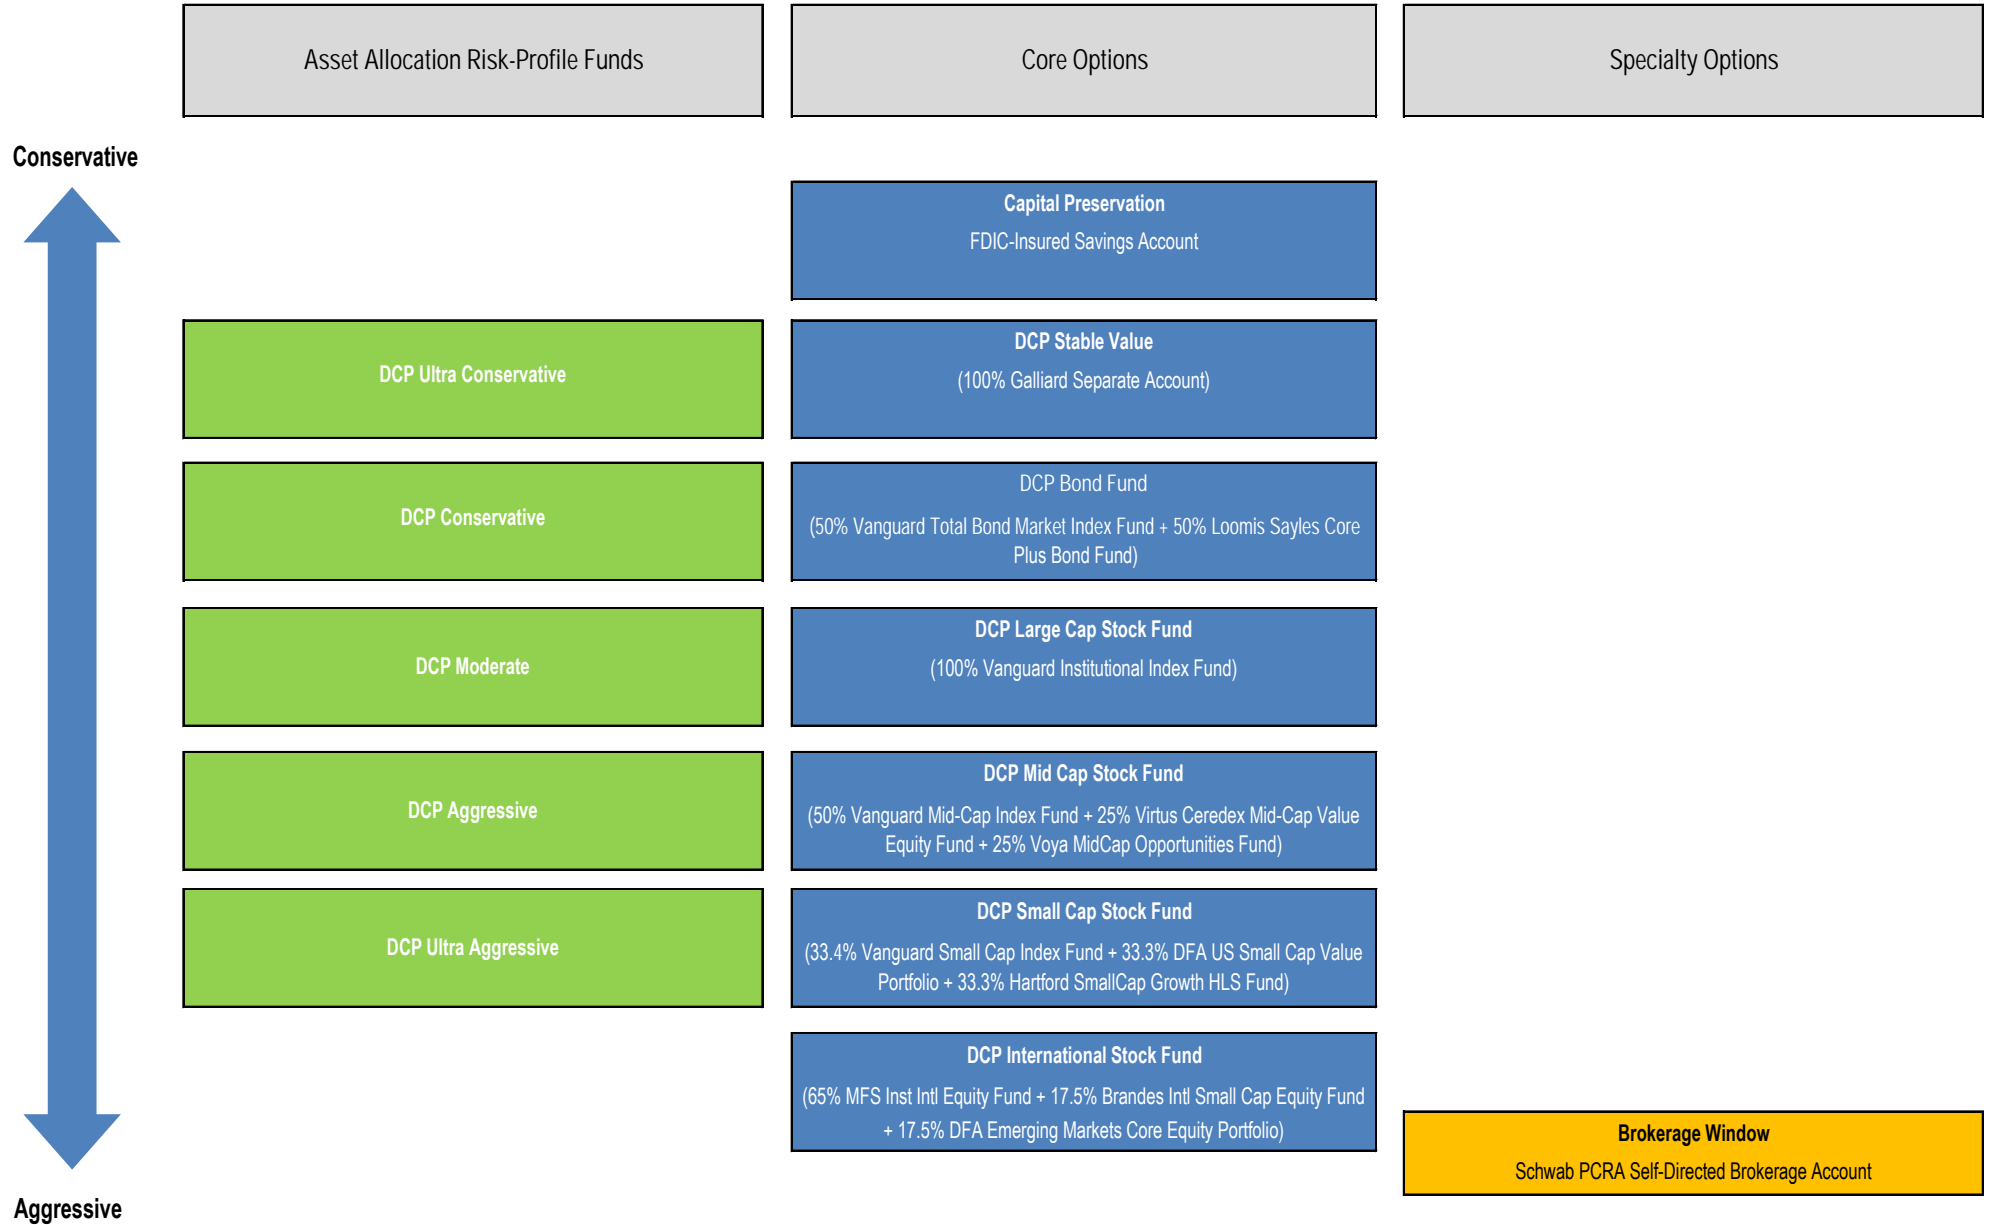 Asset Allocation Risk-Profile Funds
Core Options
Specialty Options
Conservative
Capital Preservation
FDIC-Insured Savings Account
DCP Ultra Conservative
DCP Stable Value
(100% Galliard Separate Account)
DCP Conservative
DCP Bond Fund
(50% Vanguard Total Bond Market Index Fund + 50% Loomis Sayles Core
Plus Bond Fund)
DCP Moderate
DCP Large Cap Stock Fund
(100% Vanguard Institutional Index Fund)
DCP Aggressive
DCP Mid Cap Stock Fund
(50% Vanguard Mid-Cap Index Fund + 25% Virtus Ceredex Mid-Cap Value
Equity Fund + 25% Voya MidCap Opportunities Fund)
DCP Ultra Aggressive
DCP Small Cap Stock Fund
(33.4% Vanguard Small Cap Index Fund + 33.3% DFA US Small Cap Value
Portfolio + 33.3% Hartford SmallCap Growth HLS Fund)
DCP International Stock Fund
(65% MFS Inst Intl Equity Fund + 17.5% Brandes Intl Small Cap Equity Fund
+ 17.5% DFA Emerging Markets Core Equity Portfolio)
Brokerage Window
Schwab PCRA Self-Directed Brokerage Account
Aggressive